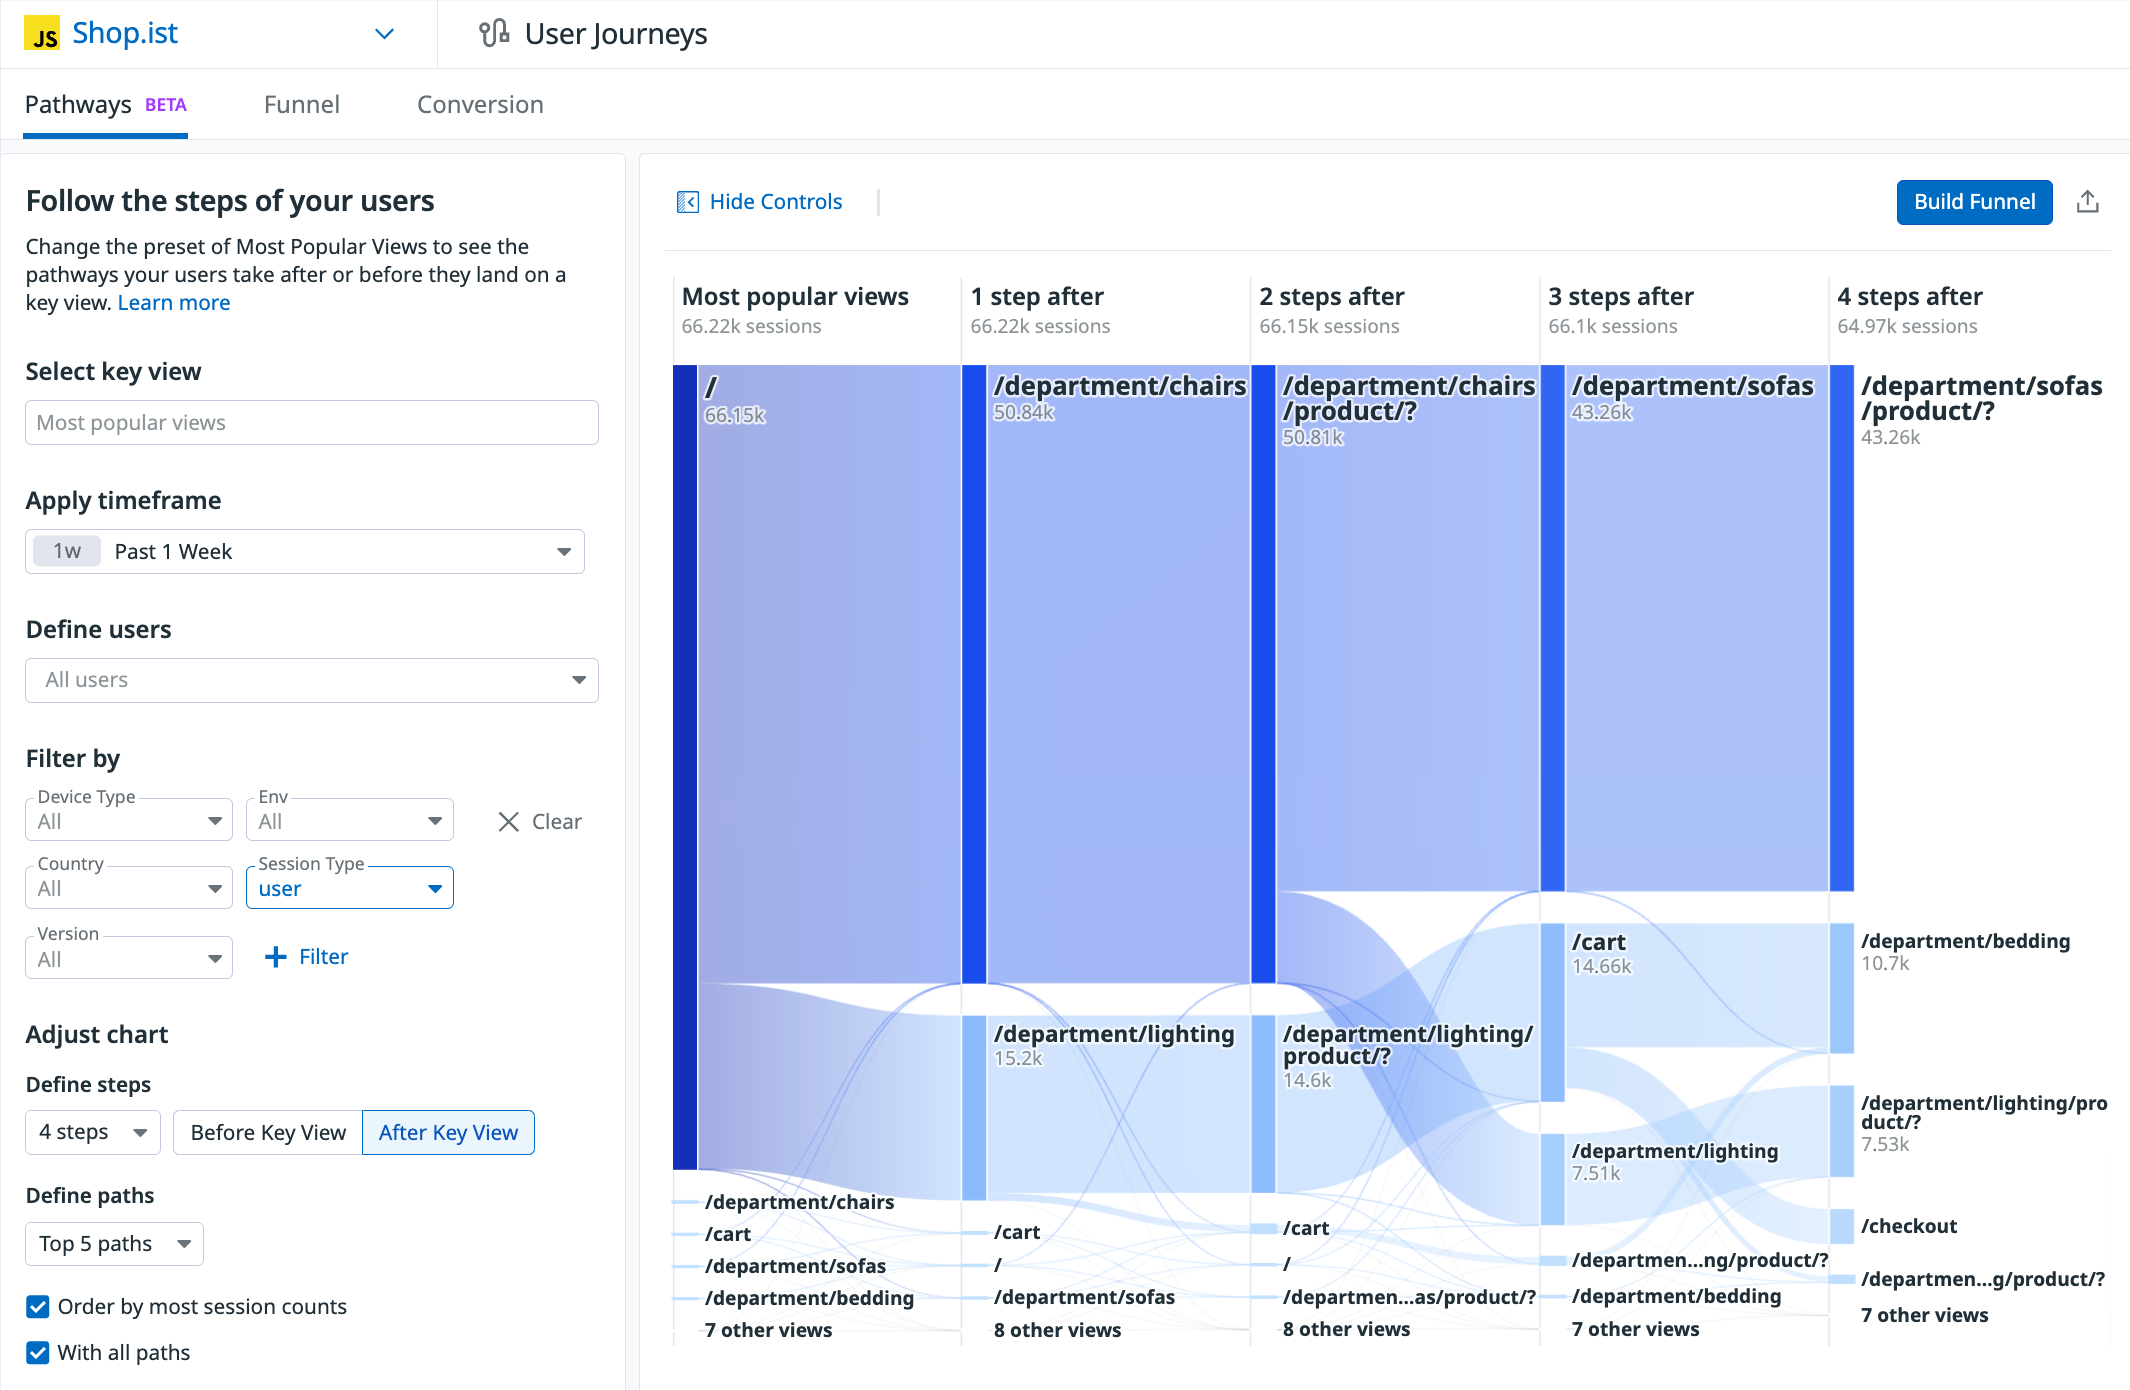 JS Shop.ist
User Journeys
Pathways BETA
Funnel
Conversion
Follow the steps of your users
Change the preset of Most Popular Views to see the
pathways your users take after or before they land on a
key view. Learn more
Select key view
Most popular views
Apply timeframe
1w Past 1 Week
Define users
All users
Filter by
Device Type
All
Env
All
Clear
Country
All
Session Type
user
Version
All
Filter
Adjust chart
Define steps
4 steps
Before Key View
After Key View
Define paths
Top 5 paths
Order by most session counts
With all paths
Hide Controls
Build Funnel
Most popular views
66.22k sessions
/
66.15k
/department/chairs
/cart
/department/sofas
/department/bedding
7 other views
1 step after
66.22k sessions
/department/chairs
50.84k
/department/lighting
15.2k
/cart
/
/department/sofas
8 other views
2 steps after
66.15k sessions
/department/chairs
/product/?
50.81k
/department/lighting/
product/?
14.6k
/cart
/
/departmen...as/product/?
8 other views
3 steps after
66.1k sessions
/department/sofas
43.26k
/cart
14.66k
/department/lighting
7.51k
/departmen...ng/product/?
/department/bedding
7 other views
4 steps after
64.97k sessions
/department/sofas
/product/?
43.26k
/department/bedding
10.7k
/department/lighting/pro
duct/?
7.53k
/checkout
/departmen...g/product/?
7 other views